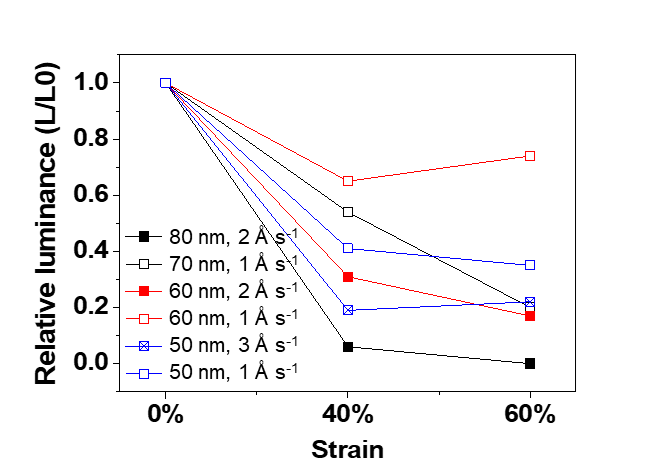 Relative luminance (L/L0)
1.0
0.8
0.6
0.4
0.2
0.0
80 nm, 2 Å s⁻¹
70 nm, 1 Å s⁻¹
60 nm, 2 Å s⁻¹
60 nm, 1 Å s⁻¹
50 nm, 3 Å s⁻¹
50 nm, 1 Å s⁻¹
0% 40% 60%
Strain